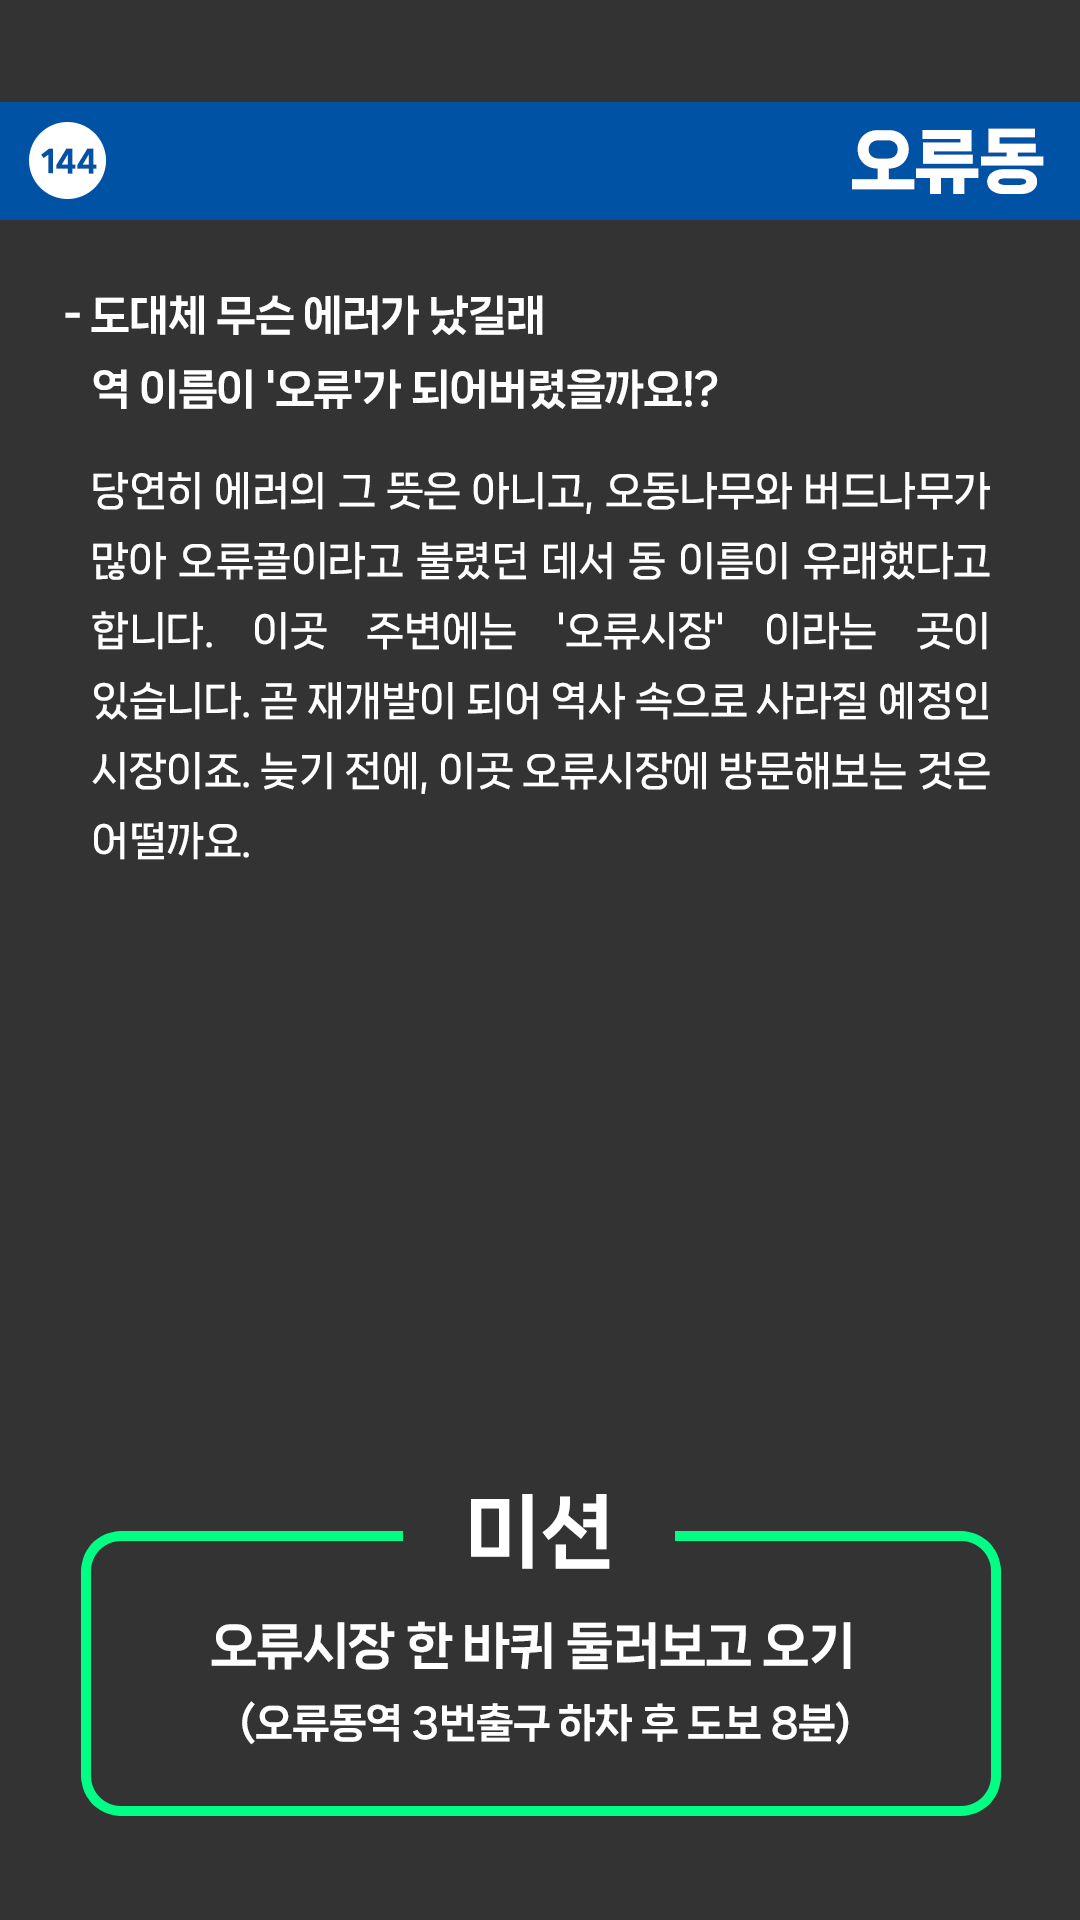 144
오류동
- 도대체 무슨 에러가 났길래
역 이름이 '오류'가 되어버렸을까요!?
당연히 에러의 그 뜻은 아니고, 오동나무와 버드나무가
많아 오류골이라고 불렸던 데서 동 이름이 유래했다고
합니다. 이곳 주변에는 '오류시장' 이라는 곳이
있습니다. 곧 재개발이 되어 역사 속으로 사라질 예정인
시장이죠. 늦기 전에, 이곳 오류시장에 방문해보는 것은
어떨까요.
미션
오류시장 한 바퀴 둘러보고 오기
(오류동역 3번출구 하차 후 도보 8분)